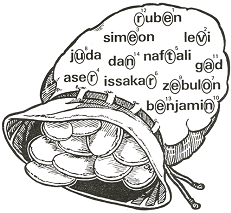 ruben
simeon levi
juda dan naftali gad
aser issakar zebulon
benjamin